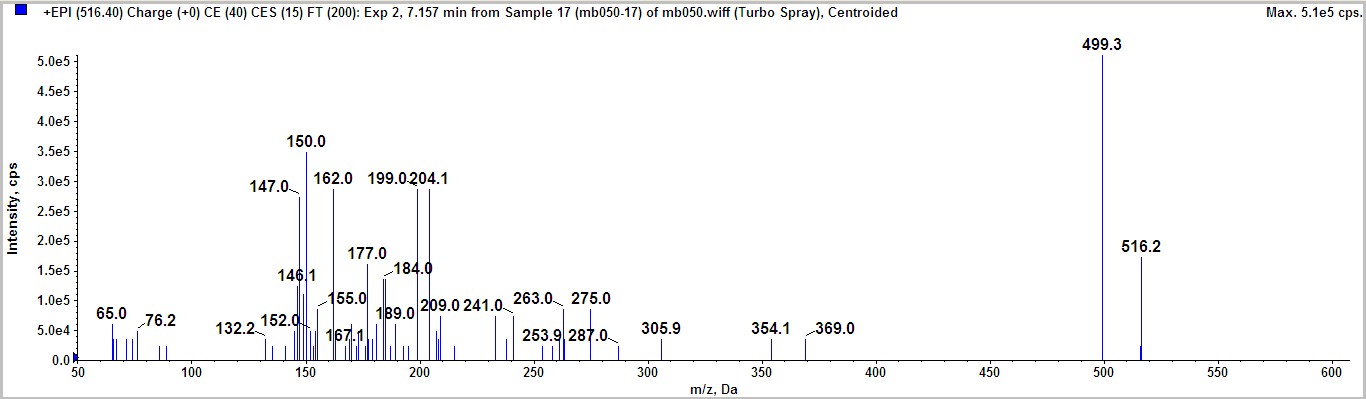 +EPI (516.40) Charge (+0) CE (40) CES (15) FT (200): Exp 2, 7.157 min from Sample 17 (mb050-17) of mb050.wiff (Turbo Spray), Centroided
Max. 5.1e5 cps.
499.3
5.0e5
4.5e5
4.0e5
3.5e5
3.0e5
2.5e5
2.0e5
1.5e5
1.0e5
5.0e4
0.0
Intensity, cps
150.0
147.0
162.0
199.0
204.1
516.2
177.0
184.0
146.1
155.0
65.0
76.2
132.2
152.0
167.1
189.0
209.0
241.0
263.0
275.0
253.9
287.0
305.9
354.1
369.0
50 100 150 200 250 300 350 400 450 500 550 600
m/z, Da